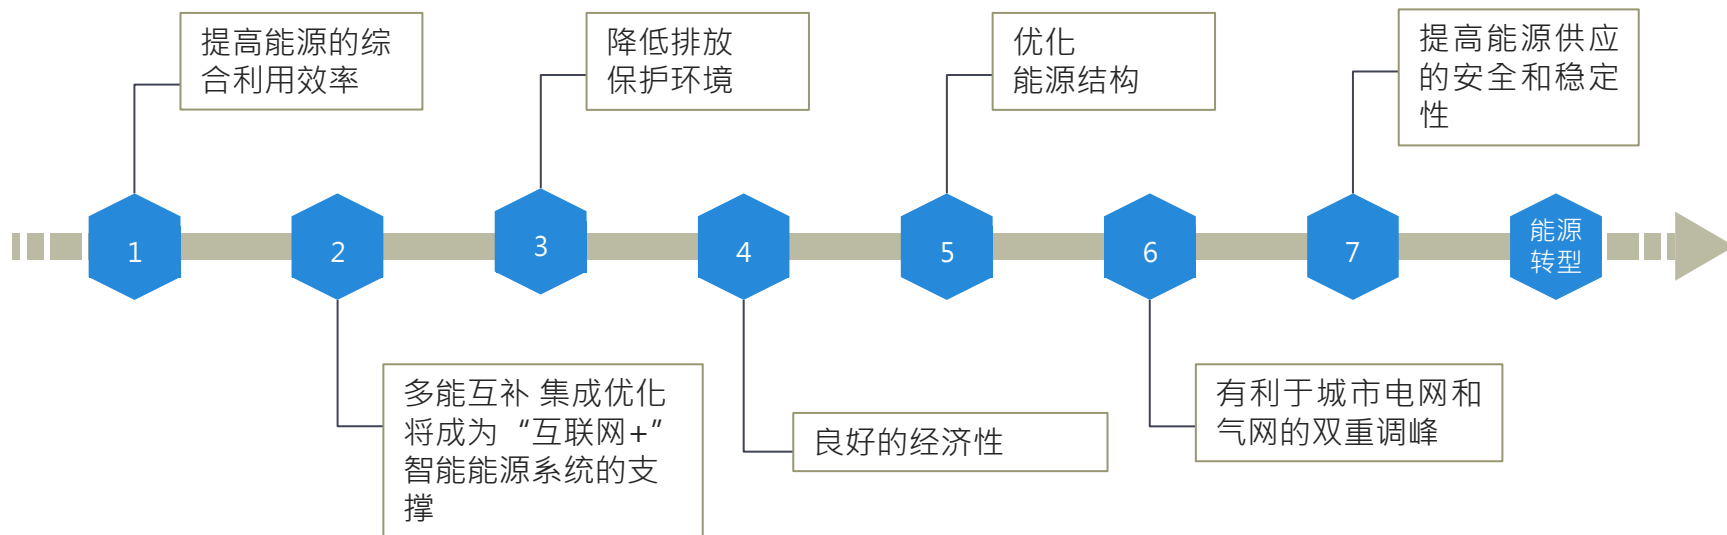 提高能源的综
合利用效率
降低排放
保护环境
优化
能源结构
提高能源供应
的安全和稳定
性
1
2
3
4
5
6
7
能源
转型
多能互补 集成优化
将成为“互联网+”
智能能源系统的支
撑
良好的经济性
有利于城市电网和
气网的双重调峰